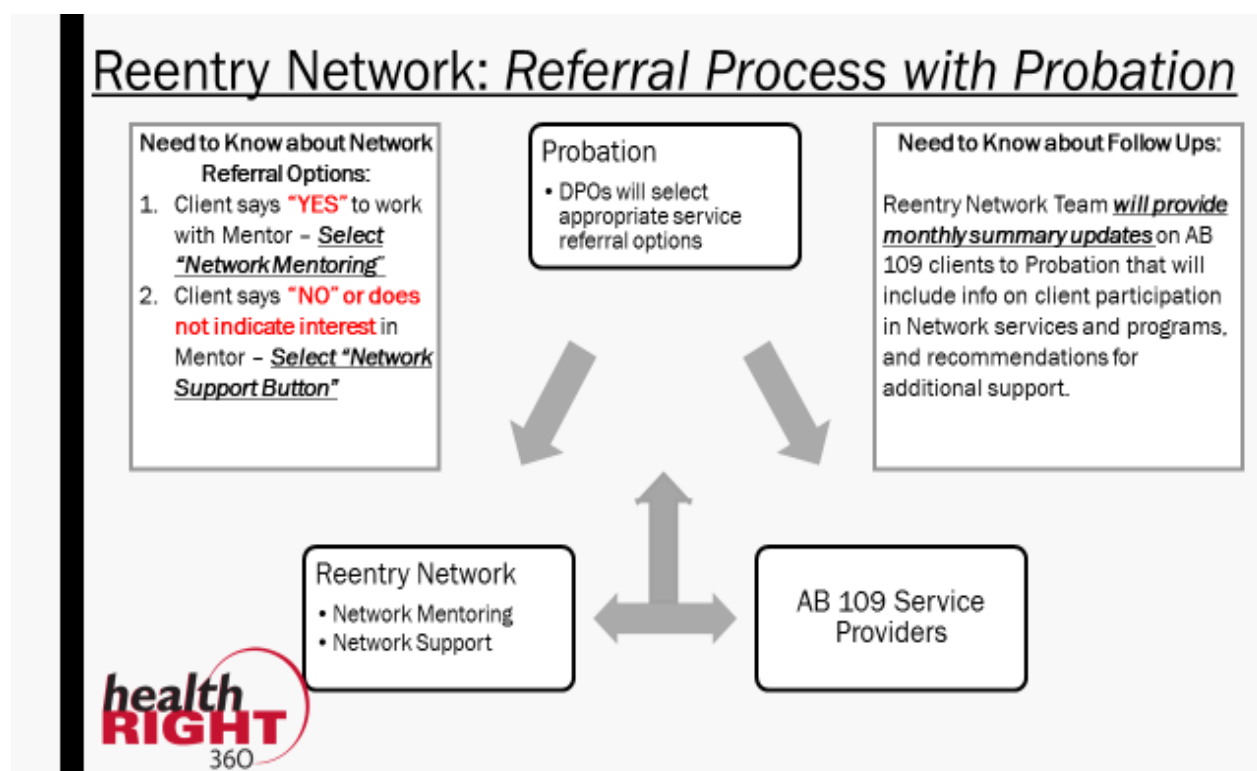 Reentry Network: Referral Process with Probation
Need to Know about Network
Referral Options:
1. Client says "YES" to work
with Mentor – Select
"Network Mentoring"
2. Client says "NO" or does
not indicate interest in
Mentor – Select "Network
Support Button"
Probation
• DPOs will select
appropriate service
referral options
Need to Know about Follow Ups:
Reentry Network Team will provide
monthly summary updates on AB
109 clients to Probation that will
include info on client participation
in Network services and programs,
and recommendations for
additional support.
Reentry Network
• Network Mentoring
• Network Support
AB 109 Service
Providers
health
RIGHT
360